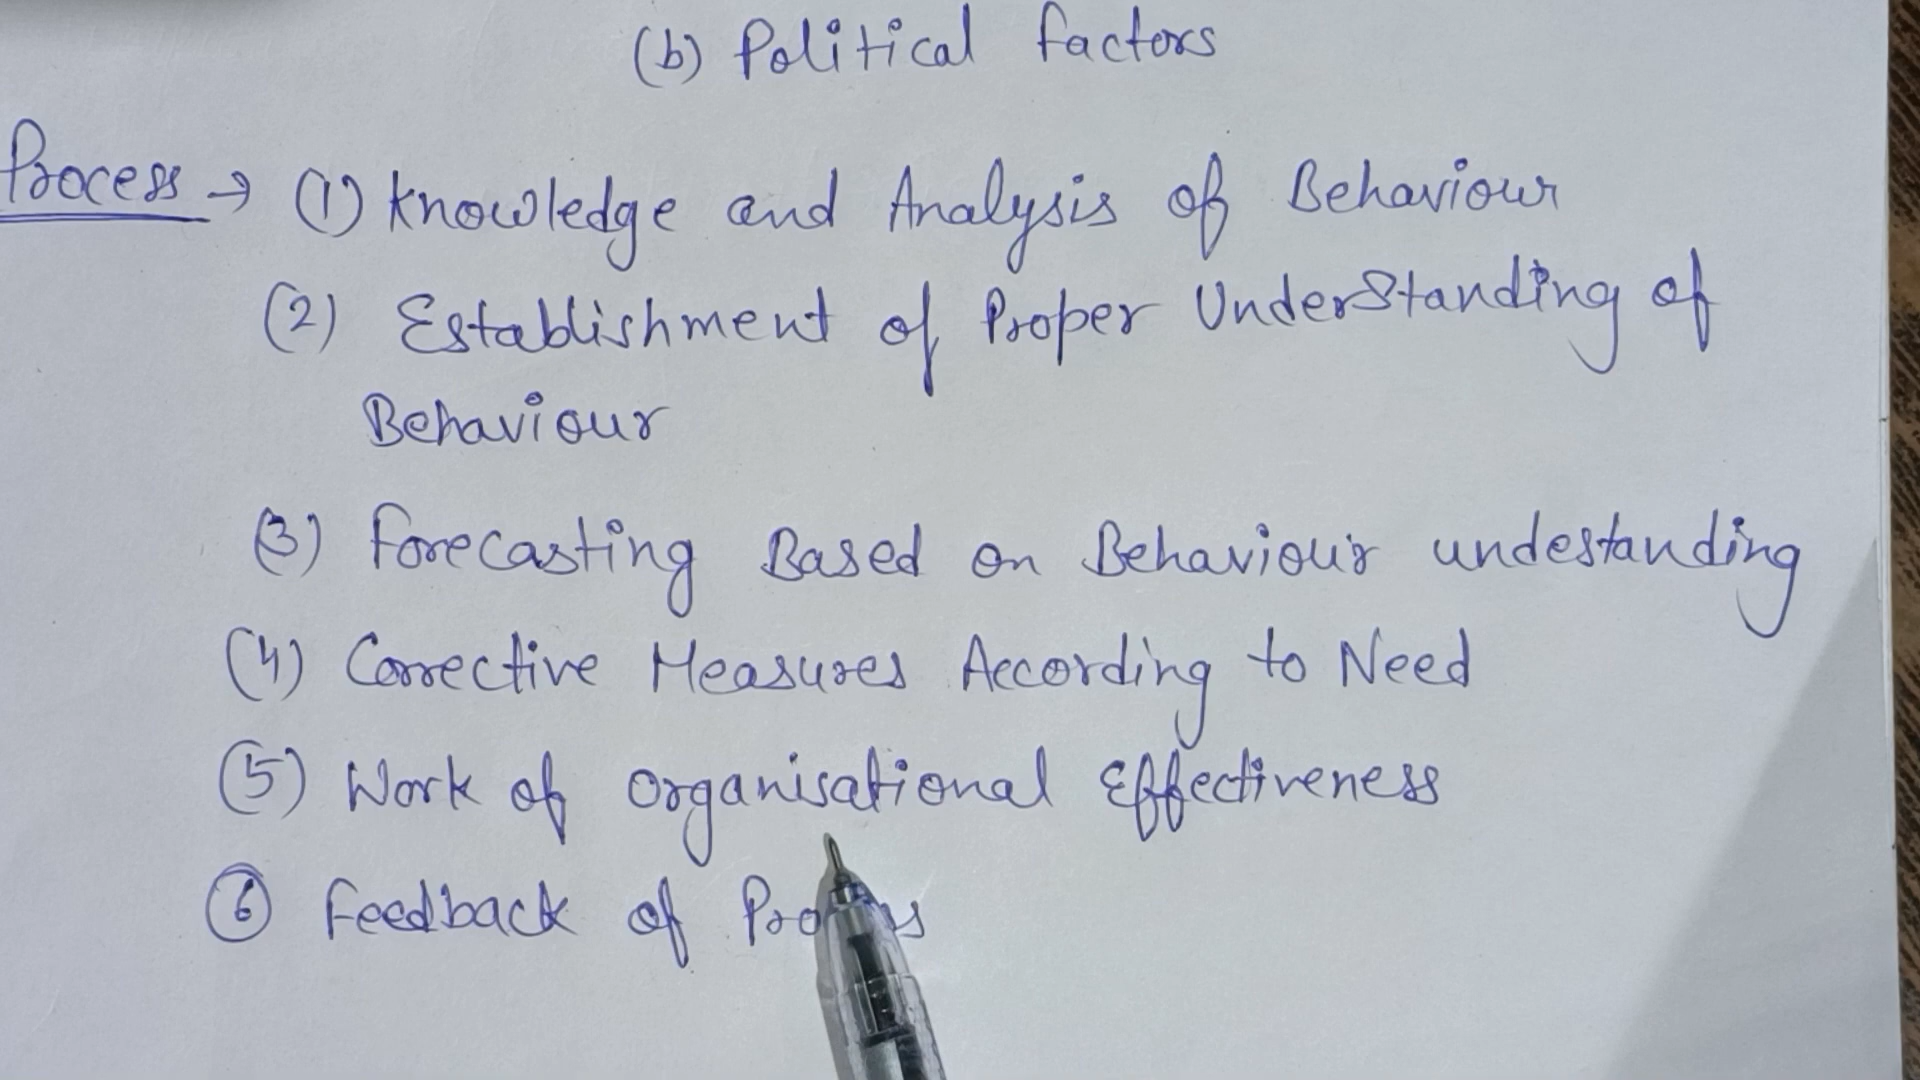 (b) Political factors
Process → (1) Knowledge and Analysis of Behaviour
(2) Establishment of Proper Understanding of
Behaviour
(3) Forecasting Based on Behaviour undestanding
(4) Corrective Measures According to Need
(5) Work of Organisational Effectiveness
(6) Feedback of